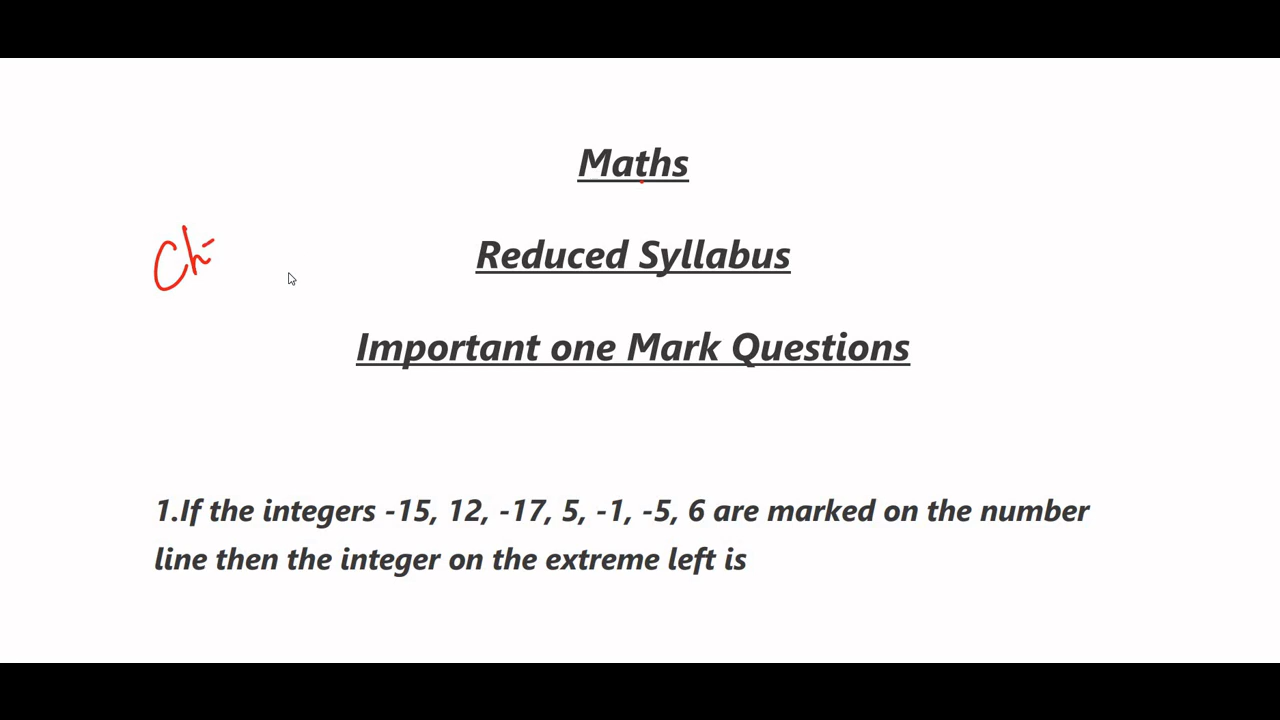 Maths
Ch-
Reduced Syllabus
Important one Mark Questions
1.If the integers -15, 12, -17, 5, -1, -5, 6 are marked on the number
line then the integer on the extreme left is